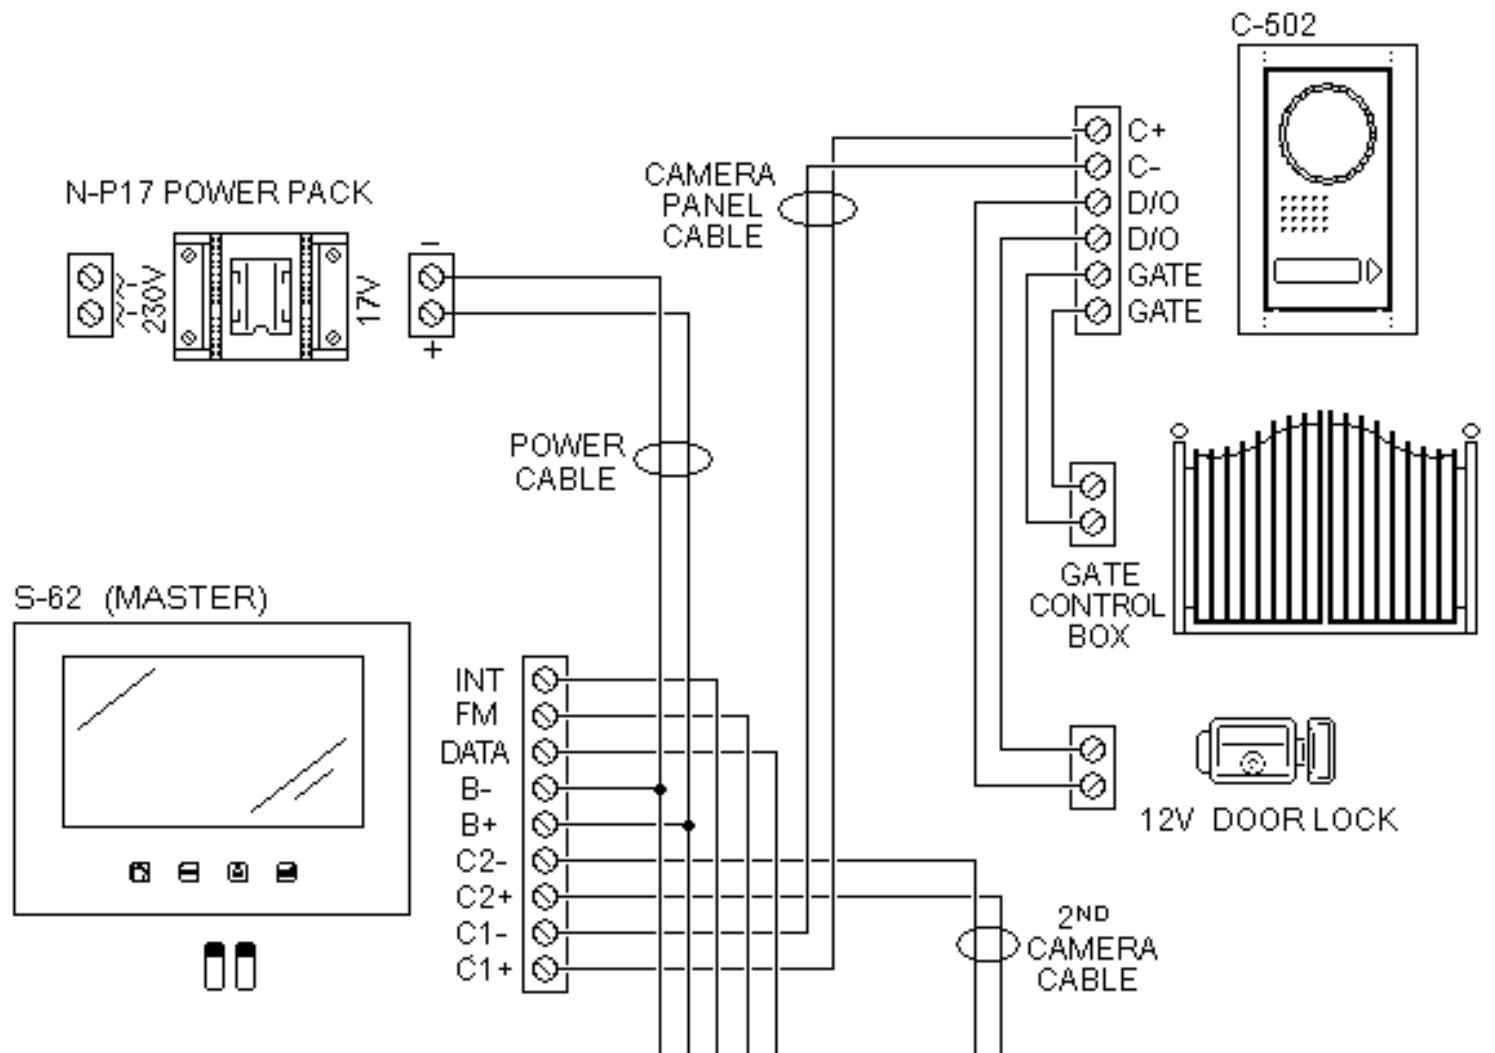 C-502
C+
C-
D/O
D/O
GATE
GATE
CAMERA
PANEL
CABLE
N-P17 POWER PACK
~
~
230V
17V
-
+
POWER
CABLE
GATE
CONTROL
BOX
S-62 (MASTER)
INT
FM
DATA
B-
B+
C2-
C2+
C1-
C1+
12V DOOR LOCK
2ND
CAMERA
CABLE